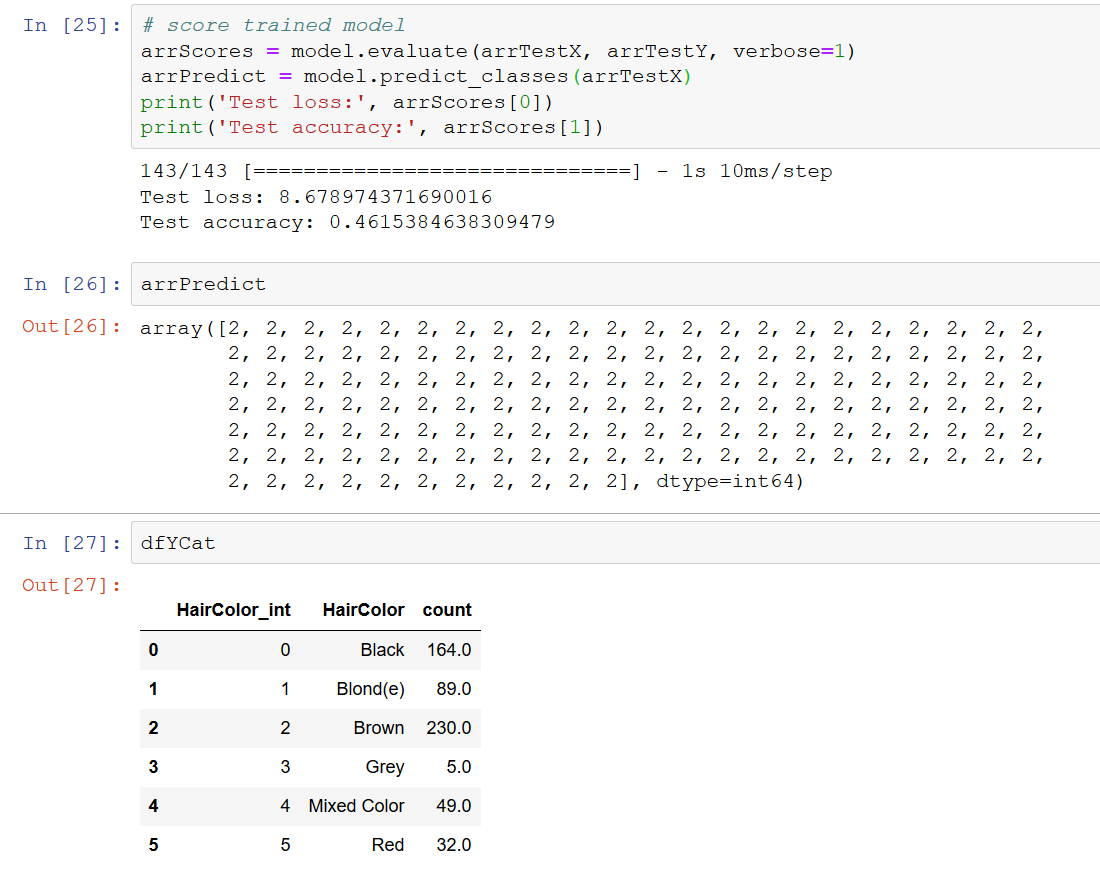 In [25]: # score trained model
arrScores = model.evaluate(arrTestX, arrTestY, verbose=1)
arrPredict = model.predict_classes(arrTestX)
print('Test loss:', arrScores[0])
print('Test accuracy:', arrScores[1])
143/143 [==============================] - 1s 10ms/step
Test loss: 8.678974371690016
Test accuracy: 0.4615384638309479
In [26]: arrPredict
Out[26]: array([2, 2, 2, 2, 2, 2, 2, 2, 2, 2, 2, 2, 2, 2, 2, 2, 2, 2, 2, 2, 2, 2,
2, 2, 2, 2, 2, 2, 2, 2, 2, 2, 2, 2, 2, 2, 2, 2, 2, 2, 2, 2, 2, 2,
2, 2, 2, 2, 2, 2, 2, 2, 2, 2, 2, 2, 2, 2, 2, 2, 2, 2, 2, 2, 2, 2,
2, 2, 2, 2, 2, 2, 2, 2, 2, 2, 2, 2, 2, 2, 2, 2, 2, 2, 2, 2, 2, 2,
2, 2, 2, 2, 2, 2, 2, 2, 2, 2, 2, 2, 2, 2, 2, 2, 2, 2, 2, 2, 2, 2,
2, 2, 2, 2, 2, 2, 2, 2, 2, 2, 2, 2, 2, 2, 2, 2, 2, 2, 2, 2, 2, 2,
2, 2, 2, 2, 2, 2, 2, 2, 2, 2, 2], dtype=int64)
In [27]: dfYCat
Out[27]:
HairColor_int HairColor count
0 0 Black 164.0
1 1 Blond(e) 89.0
2 2 Brown 230.0
3 3 Grey 5.0
4 4 Mixed Color 49.0
5 5 Red 32.0